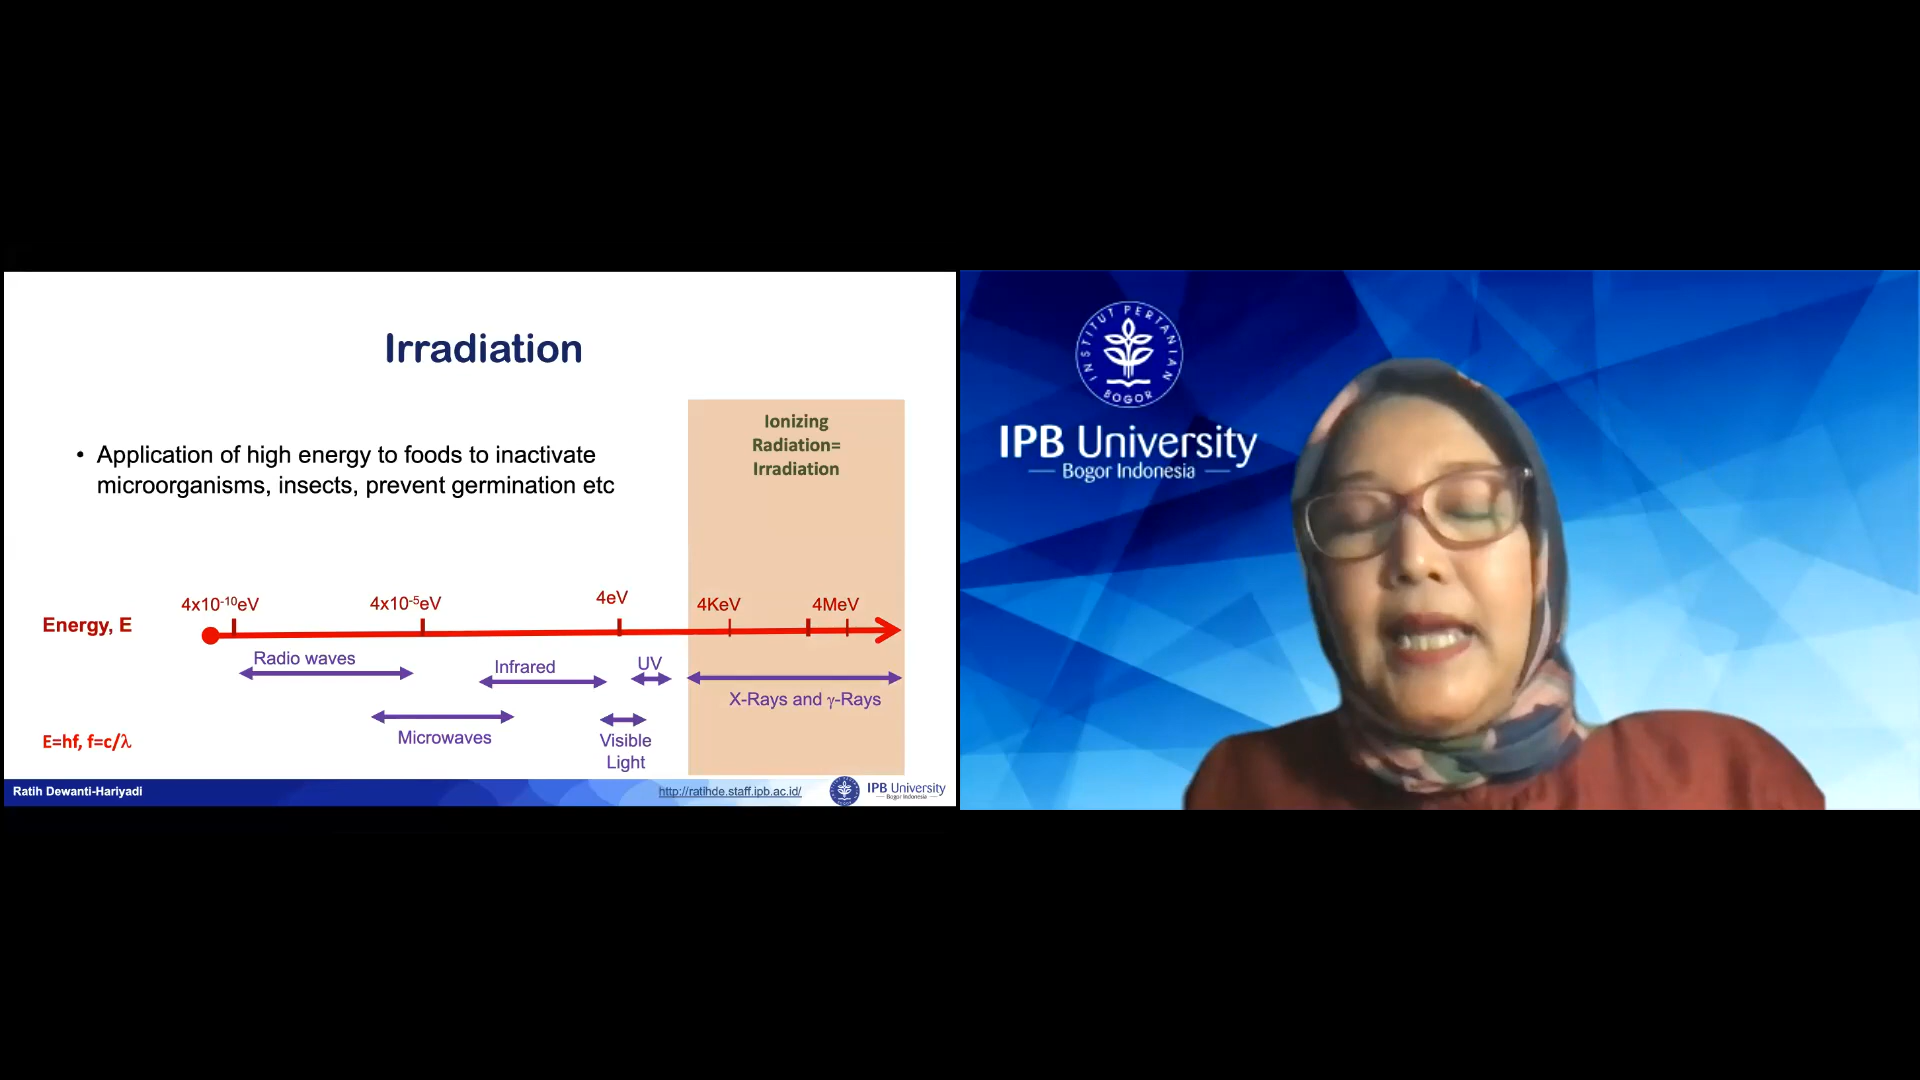 Irradiation
• Application of high energy to foods to inactivate
microorganisms, insects, prevent germination etc
Ionizing
Radiation=
Irradiation
4x10⁻¹⁰eV
4x10⁻⁵eV
4eV
4KeV
4MeV
Energy, E
Radio waves
Infrared
UV
X-Rays and γ-Rays
Microwaves
Visible
Light
E=hf, f=c/λ
Ratih Dewanti-Hariyadi
http://ratihde.staff.ipb.ac.id/
IPB University
Bogor Indonesia
INSTITUT PERTANIAN
BOGOR
IPB University
Bogor Indonesia